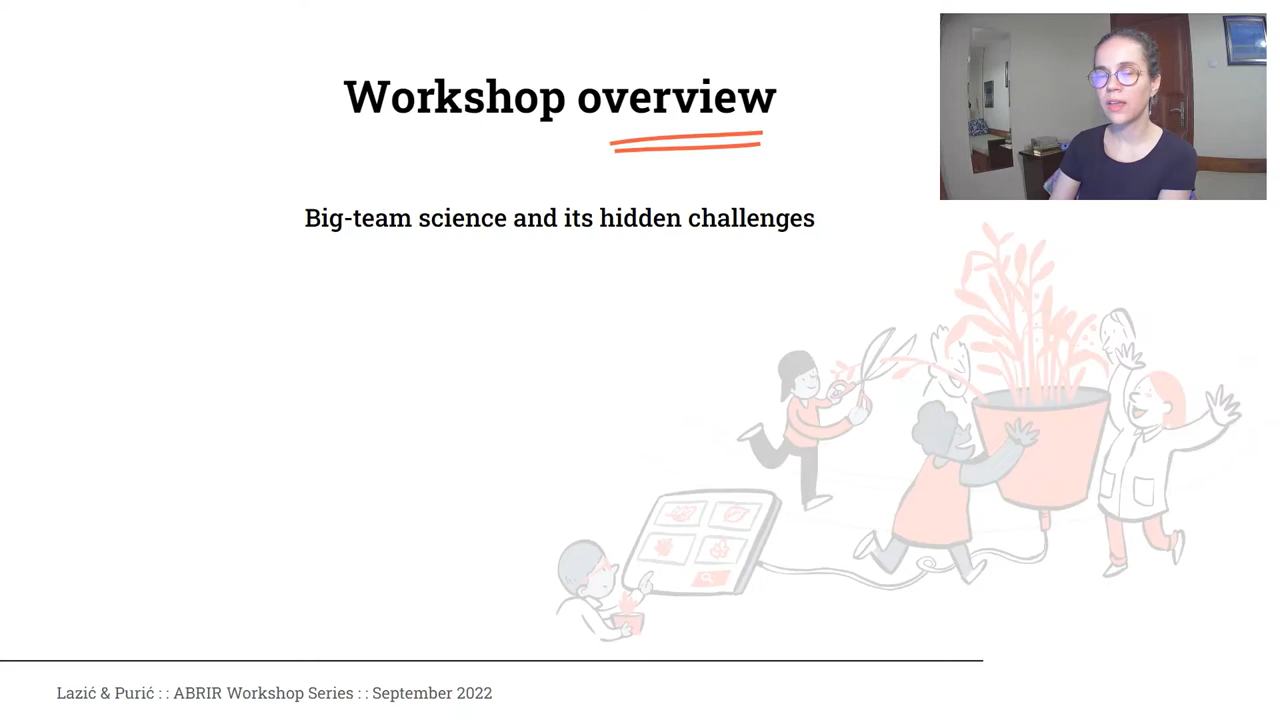 Workshop overview
Big-team science and its hidden challenges
Lazić & Purić : : ABRIR Workshop Series : : September 2022